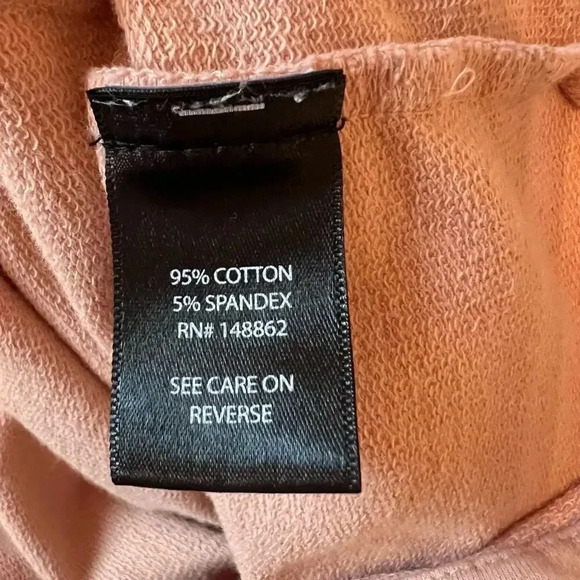 95% COTTON
5% SPANDEX
RN# 148862
SEE CARE ON
REVERSE